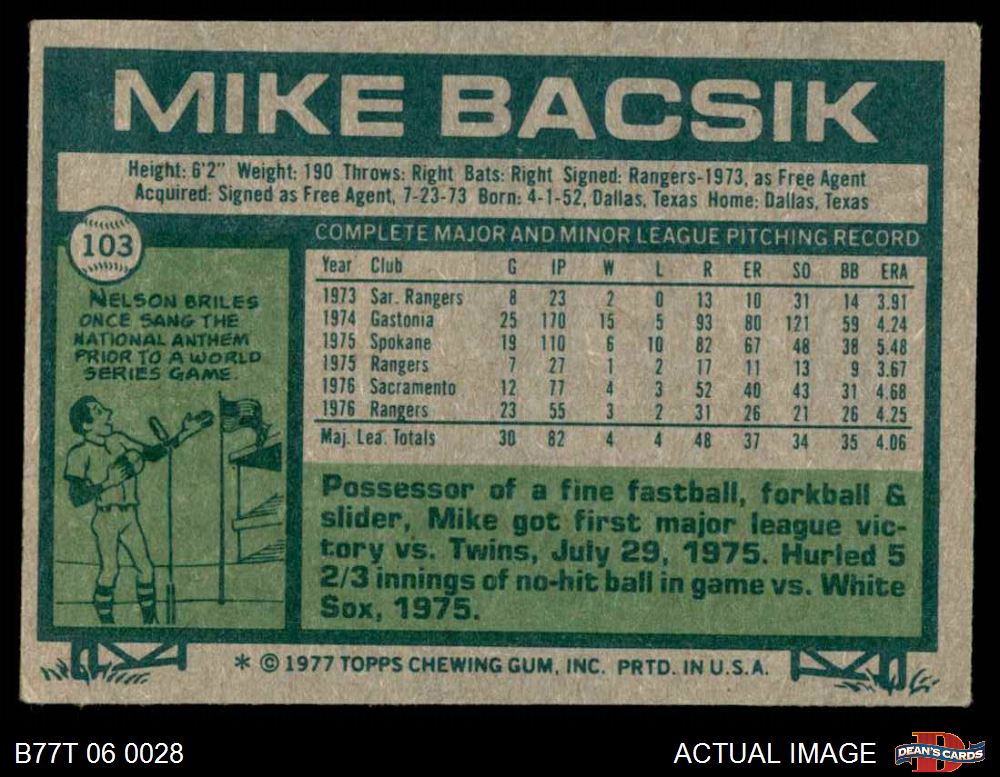 MIKE BACSIK
Height: 6'2" Weight: 190 Throws: Right Bats: Right Signed: Rangers-1973, as Free Agent
Acquired: Signed as Free Agent, 7-23-73 Born: 4-1-52, Dallas, Texas Home: Dallas, Texas
103
NELSON BRILES
ONCE SANG THE
NATIONAL ANTHEM
PRIOR TO A WORLD
SERIES GAME.
COMPLETE MAJOR AND MINOR LEAGUE PITCHING RECORD
Year Club G IP W L R ER SO BB ERA
1973 Sar. Rangers 8 23 2 0 13 10 31 14 3.91
1974 Gastonia 25 170 15 5 93 80 121 59 4.24
1975 Spokane 19 110 6 10 82 67 48 38 5.48
1975 Rangers 7 27 1 2 17 11 13 9 3.67
1976 Sacramento 12 77 4 3 52 40 43 31 4.68
1976 Rangers 23 55 3 2 31 26 21 26 4.25
Maj. Lea. Totals 30 82 4 4 48 37 34 35 4.06
Possessor of a fine fastball, forkball &
slider, Mike got first major league vic-
tory vs. Twins, July 29, 1975. Hurled 5
2/3 innings of no-hit ball in game vs. White
Sox, 1975.
* © 1977 TOPPS CHEWING GUM, INC. PRTD. IN U.S.A.
B77T 06 0028
ACTUAL IMAGE
D
DEAN'S CARDS